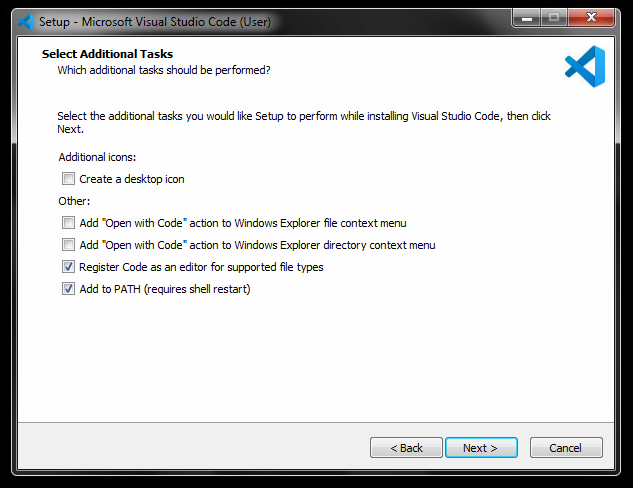 Setup - Microsoft Visual Studio Code (User)
Select Additional Tasks
Which additional tasks should be performed?
Select the additional tasks you would like Setup to perform while installing Visual Studio Code, then click
Next.
Additional icons:
Create a desktop icon
Other:
Add "Open with Code" action to Windows Explorer file context menu
Add "Open with Code" action to Windows Explorer directory context menu
Register Code as an editor for supported file types
Add to PATH (requires shell restart)
< Back
Next >
Cancel